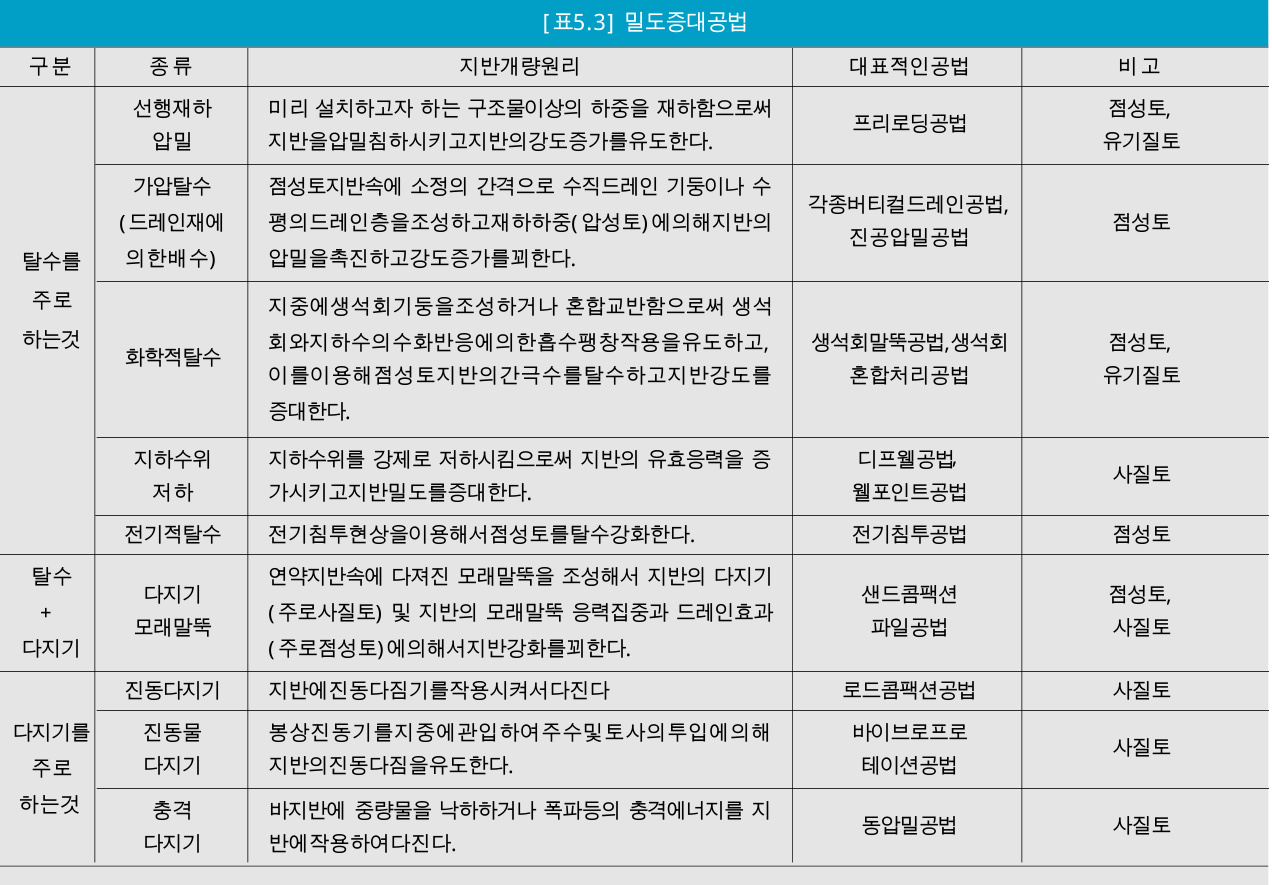 [표5.3] 밀도증대공법
구분 종류 지반개량원리 대표적인공법 비고
탈수를
주로
하는것
선행재하
압밀
미리 설치하고자 하는 구조물이상의 하중을 재하함으로써
지반을압밀침하시키고지반의강도증가를유도한다.
프리로딩공법
점성토,
유기질토
가압탈수
(드레인재에
의한배수)
점성토지반속에 소정의 간격으로 수직드레인 기둥이나 수
평의드레인층을조성하고재하하중(압성토)에의해지반의
압밀을촉진하고강도증가를꾀한다.
각종버티컬드레인공법,
진공압밀공법
점성토
화학적탈수
지중에생석회기둥을조성하거나 혼합교반함으로써 생석
회와지하수의수화반응에의한흡수팽창작용을유도하고,
이를이용해점성토지반의간극수를탈수하고지반강도를
증대한다.
생석회말뚝공법,생석회
혼합처리공법
점성토,
유기질토
지하수위
저하
지하수위를 강제로 저하시킴으로써 지반의 유효응력을 증
가시키고지반밀도를증대한다.
디프웰공법,
웰포인트공법
사질토
전기적탈수
전기침투현상을이용해서점성토를탈수강화한다.
전기침투공법
점성토
탈수
+
다지기
다지기
모래말뚝
연약지반속에 다져진 모래말뚝을 조성해서 지반의 다지기
(주로사질토) 및 지반의 모래말뚝 응력집중과 드레인효과
(주로점성토)에의해서지반강화를꾀한다.
샌드콤팩션
파일공법
점성토,
사질토
다지기를
주로
하는것
진동다지기
지반에진동다짐기를작용시켜서다진다
로드콤팩션공법
사질토
진동물
다지기
봉상진동기를지중에관입하여주수및토사의투입에의해
지반의진동다짐을유도한다.
바이브로프로
테이션공법
사질토
충격
다지기
바지반에 중량물을 낙하하거나 폭파등의 충격에너지를 지
반에작용하여다진다.
동압밀공법
사질토